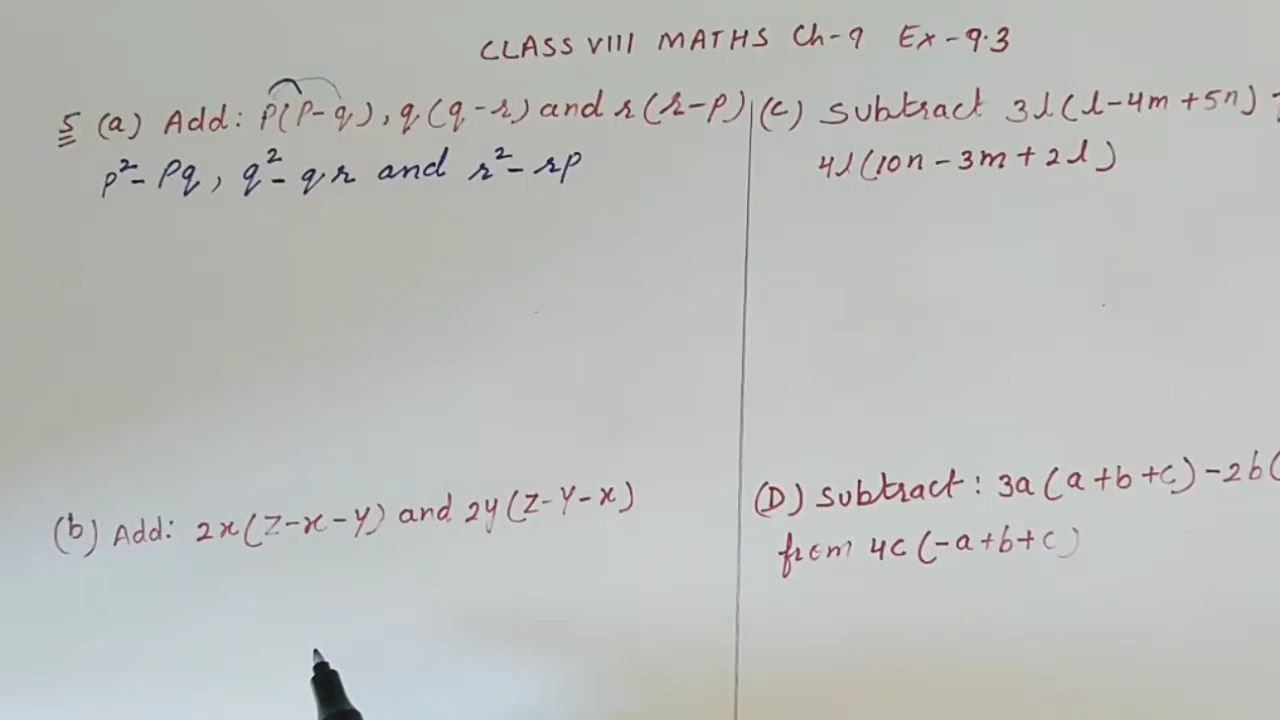 CLASS VIII MATHS Ch-9 Ex-9.3
5 (a) Add: P(P-q), q(q-r) and r(r-p)
p²- Pq, q²- qr and r²- rp
(b) Add: 2x(z-x-y) and 2y(z-y-x)
(C) Subtract 3l(l-4m+5n)
4l(10n-3m+2l)
(D) Subtract: 3a(a+b+c)-2b(
from 4c(-a+b+c)